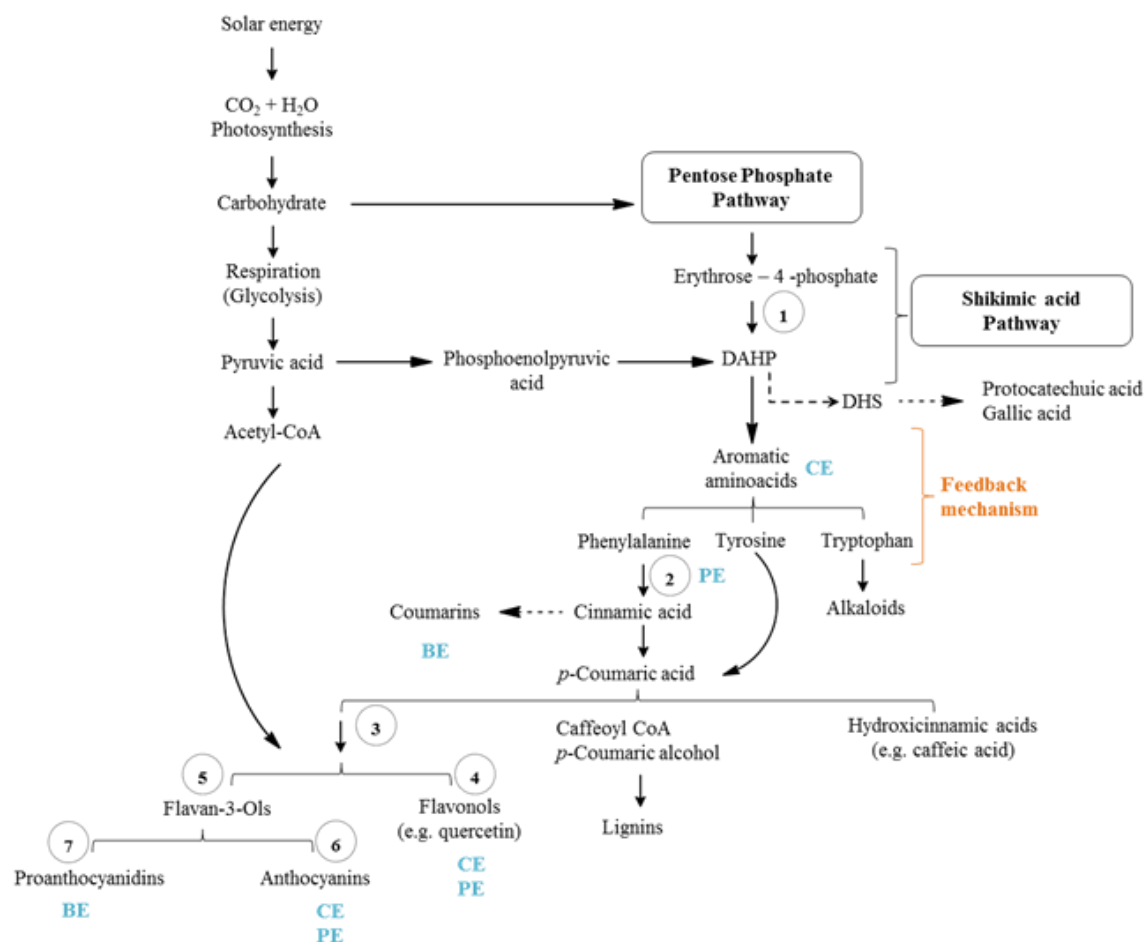 Solar energy
CO₂ + H₂O
Photosynthesis
Carbohydrate
Pentose Phosphate
Pathway
Respiration
(Glycolysis)
Erythrose – 4 -phosphate
1
Shikimic acid
Pathway
Pyruvic acid
Phosphoenolpyruvic
acid
DAHP
DHS
Protocatechuic acid
Gallic acid
Acetyl-CoA
Aromatic
aminoacids
CE
Feedback
mechanism
Phenylalanine
Tyrosine
Tryptophan
2
PE
Coumarins
Cinnamic acid
Alkaloids
BE
p-Coumaric acid
3
Caffeoyl CoA
p-Coumaric alcohol
Hydroxicinnamic acids
(e.g. caffeic acid)
5
4
Flavan-3-Ols
Flavonols
(e.g. quercetin)
Lignins
7
6
Proanthocyanidins
Anthocyanins
CE
PE
BE
CE
PE